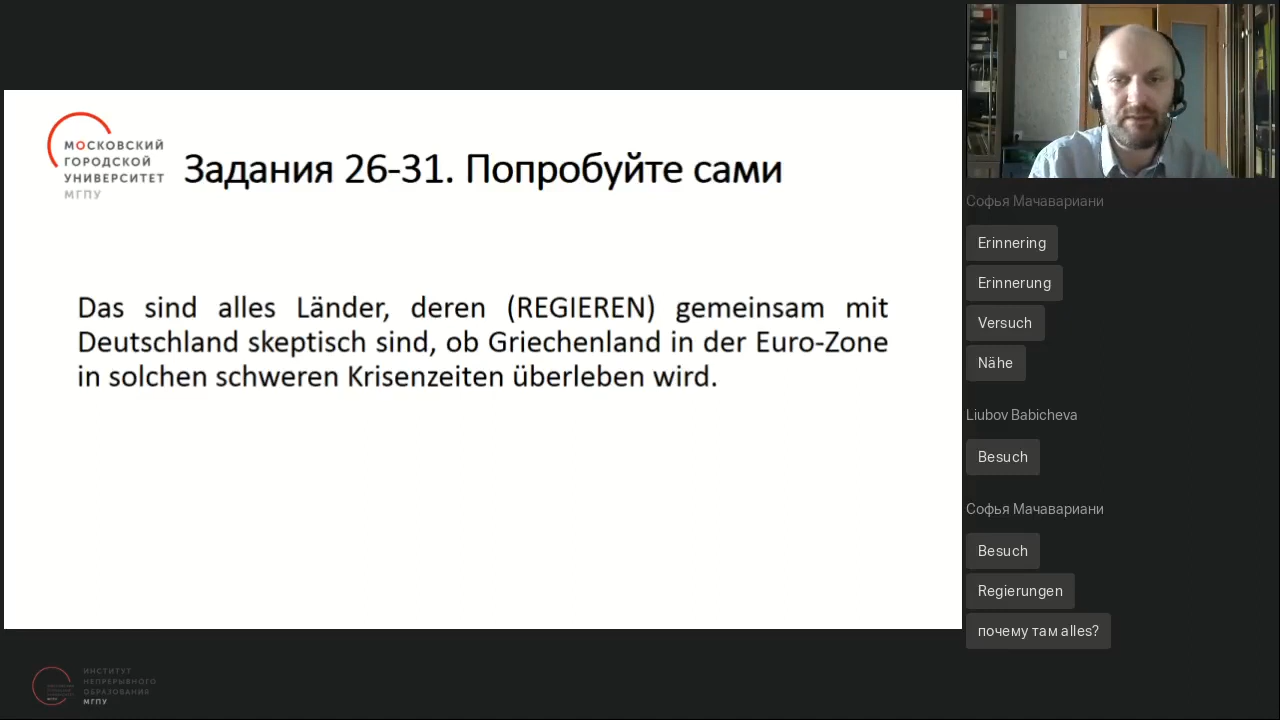 МОСКОВСКИЙ
ГОРОДСКОЙ
УНИВЕРСИТЕТ
МГПУ
Задания 26-31. Попробуйте сами
Das sind alles Länder, deren (REGIEREN) gemeinsam mit
Deutschland skeptisch sind, ob Griechenland in der Euro-Zone
in solchen schweren Krisenzeiten überleben wird.
Софья Мачавариани
Erinnering
Erinnerung
Versuch
Nähe
Liubov Babicheva
Besuch
Софья Мачавариани
Besuch
Regierungen
почему там alles?
ИНСТИТУТ
НЕПРЕРЫВНОГО
ОБРАЗОВАНИЯ
МГПУ